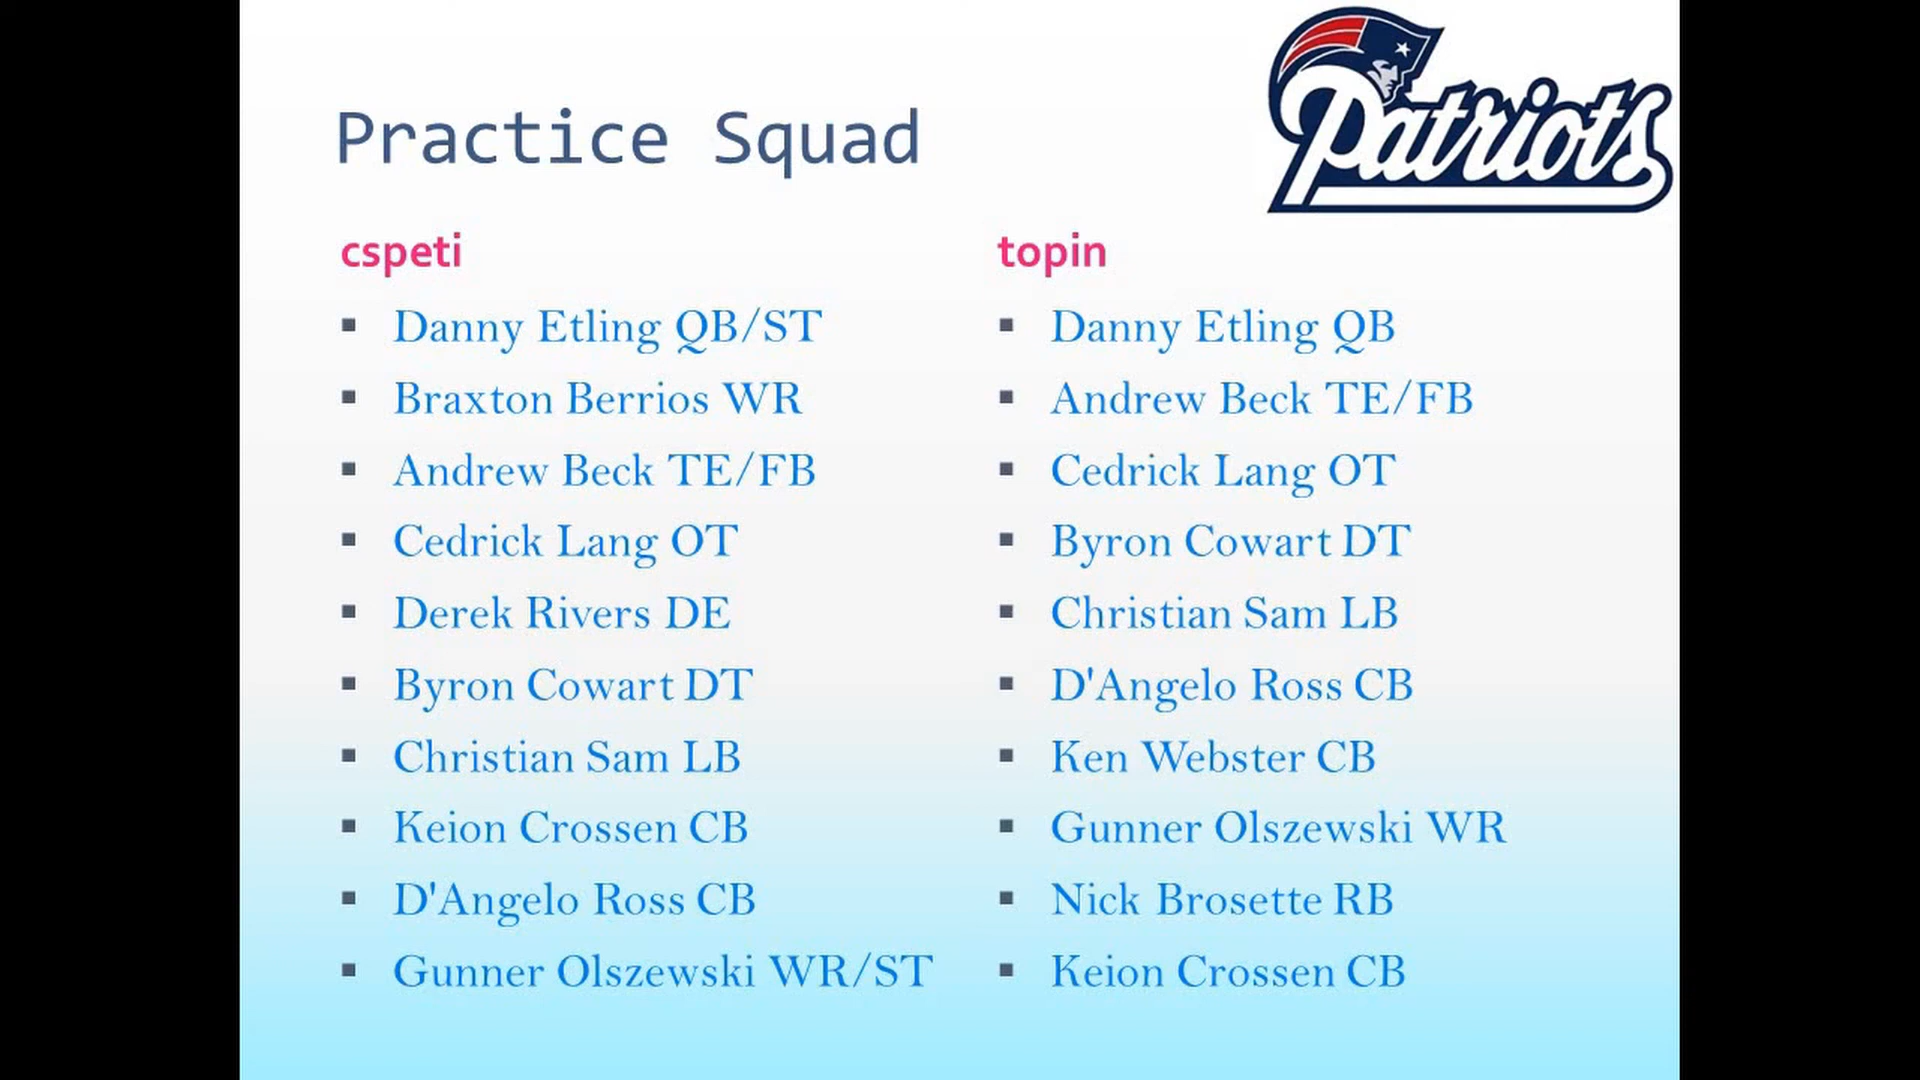 Patriots
Practice Squad
cspeti
Danny Etling QB/ST
Braxton Berrios WR
Andrew Beck TE/FB
Cedrick Lang OT
Derek Rivers DE
Byron Cowart DT
Christian Sam LB
Keion Crossen CB
D'Angelo Ross CB
Gunner Olszewski WR/ST
topin
Danny Etling QB
Andrew Beck TE/FB
Cedrick Lang OT
Byron Cowart DT
Christian Sam LB
D'Angelo Ross CB
Ken Webster CB
Gunner Olszewski WR
Nick Brosette RB
Keion Crossen CB